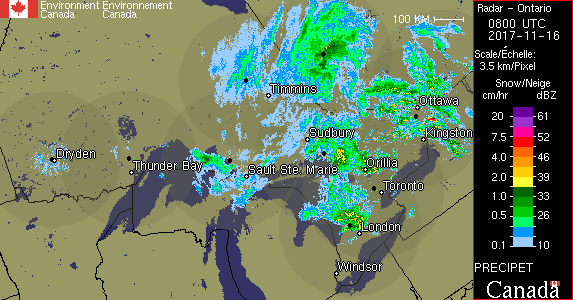 Environment Environnement
Canada Canada
100 KM
Timmins
Ottawa
Sudbury
Kingston
Dryden
Thunder Bay
Sault Ste. Marie
Orillia
Toronto
London
Windsor
Radar - Ontario
0800 UTC
2017-11-16
Scale/Échelle:
3.5 km/Pixel
Snow/Neige
cm/hr dBZ
20 61
7.5 57
5.5 52
4.0 46
2.0 39
1.0 33
0.5 26
0.1 10
PRECIPET
Canada